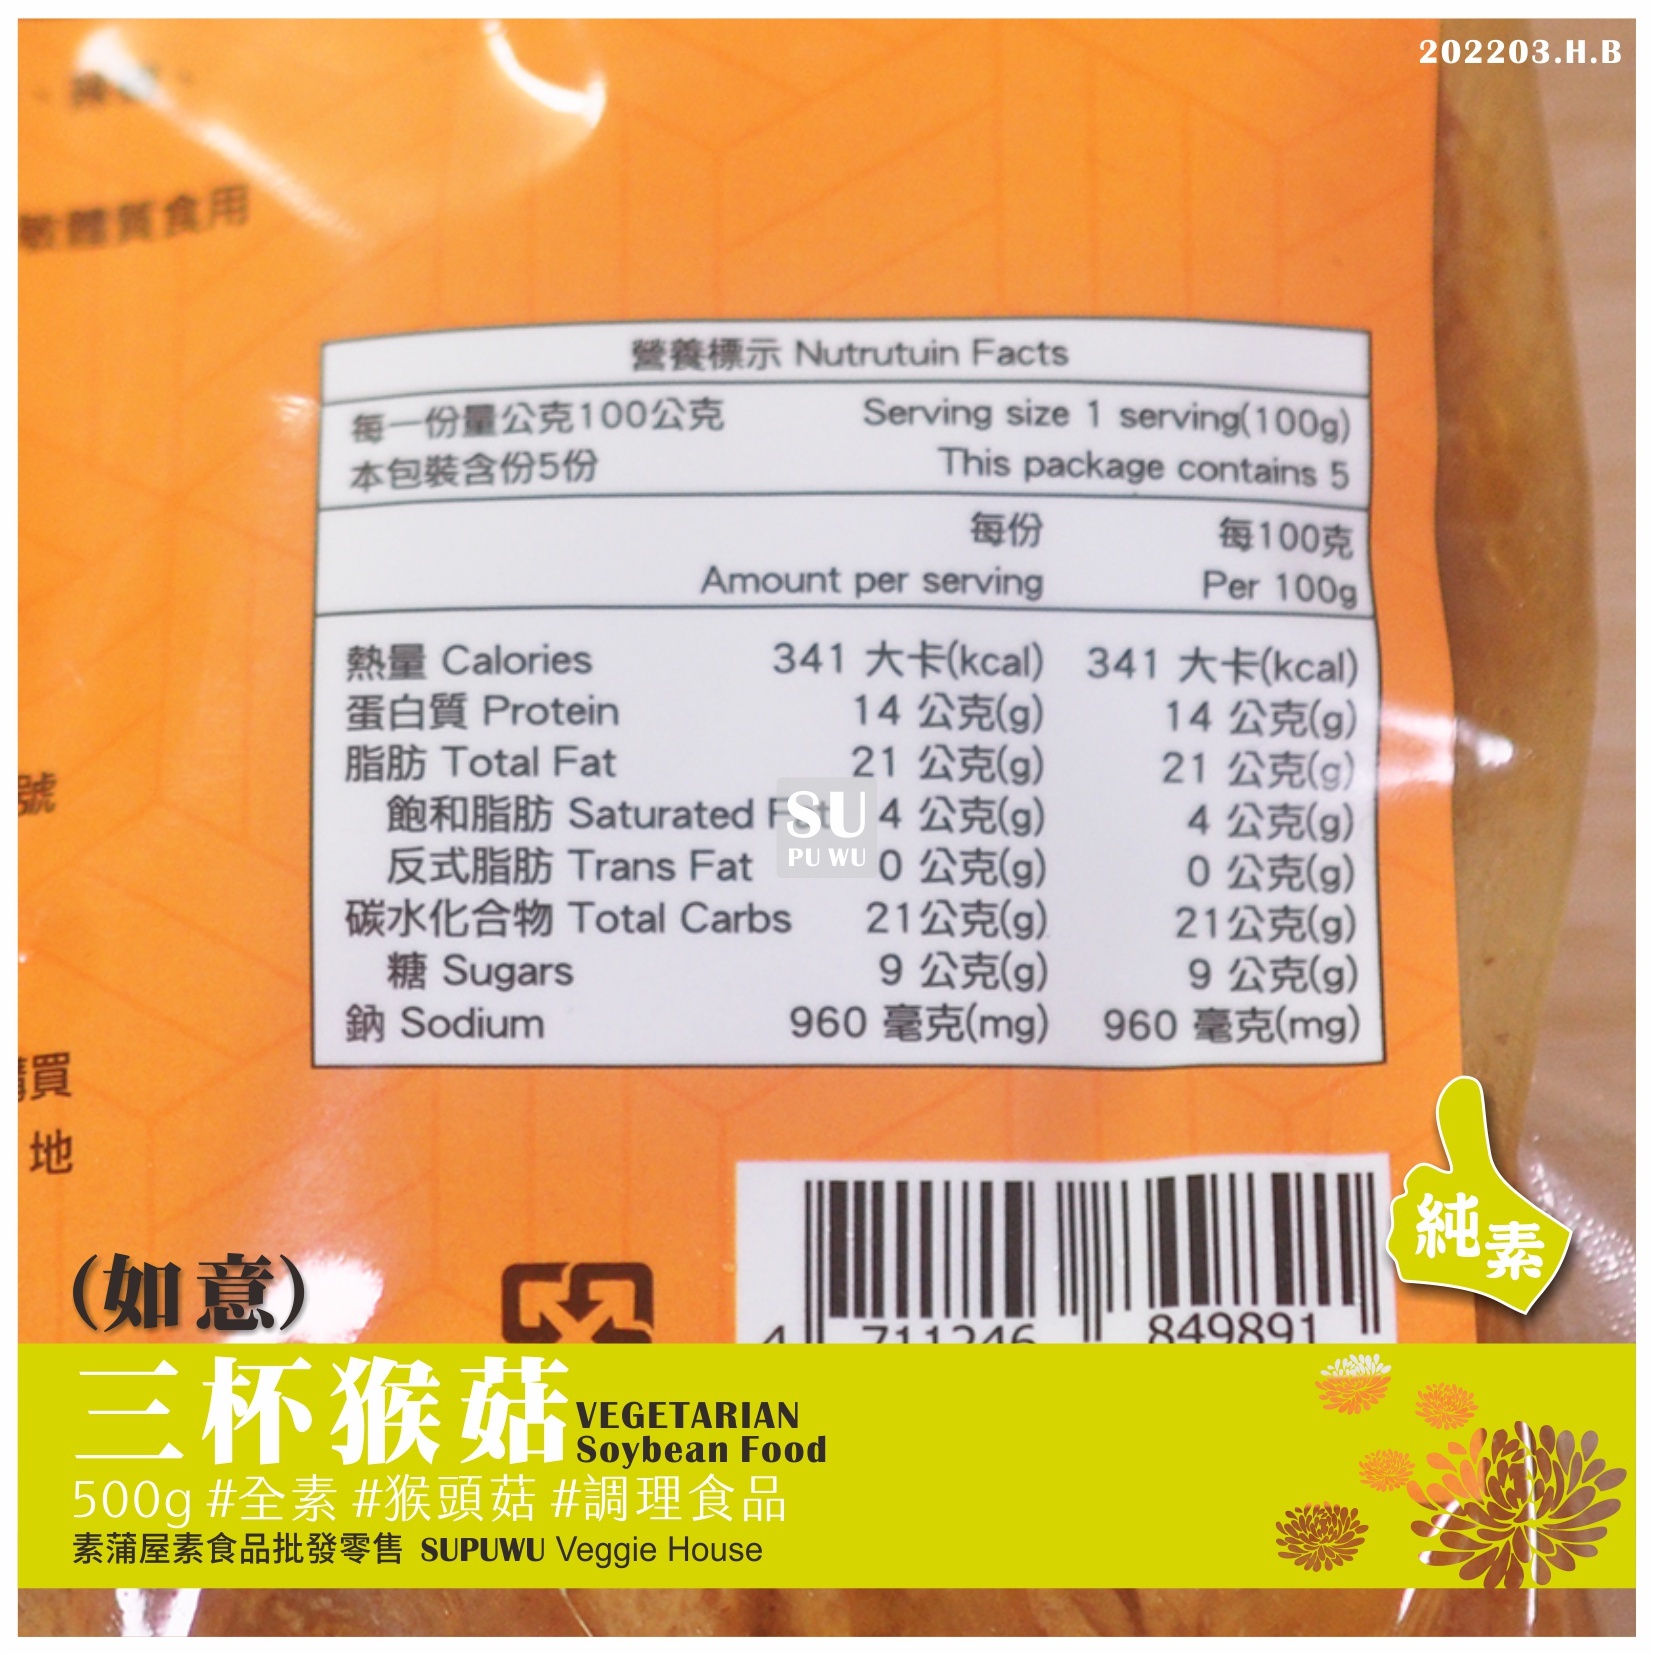 202203.H.B
敏體質食用
營養標示 Nutrutuin Facts
每一份量公克100公克 Serving size 1 serving(100g)
本包裝含份5份 This package contains 5
每份 每100克
Amount per serving Per 100g
熱量 Calories 341 大卡(kcal) 341 大卡(kcal)
蛋白質 Protein 14 公克(g) 14 公克(g)
脂肪 Total Fat 21 公克(g) 21 公克(g)
飽和脂肪 Saturated Fat 4 公克(g) 4 公克(g)
反式脂肪 Trans Fat 0 公克(g) 0 公克(g)
碳水化合物 Total Carbs 21公克(g) 21公克(g)
糖 Sugars 9 公克(g) 9 公克(g)
鈉 Sodium 960 毫克(mg) 960 毫克(mg)
SU
PU WU
號
購買
地
純素
4 711246 849891
(如意)
三杯猴菇
VEGETARIAN
Soybean Food
500g #全素 #猴頭菇 #調理食品
素蒲屋素食品批發零售 SUPUWU Veggie House